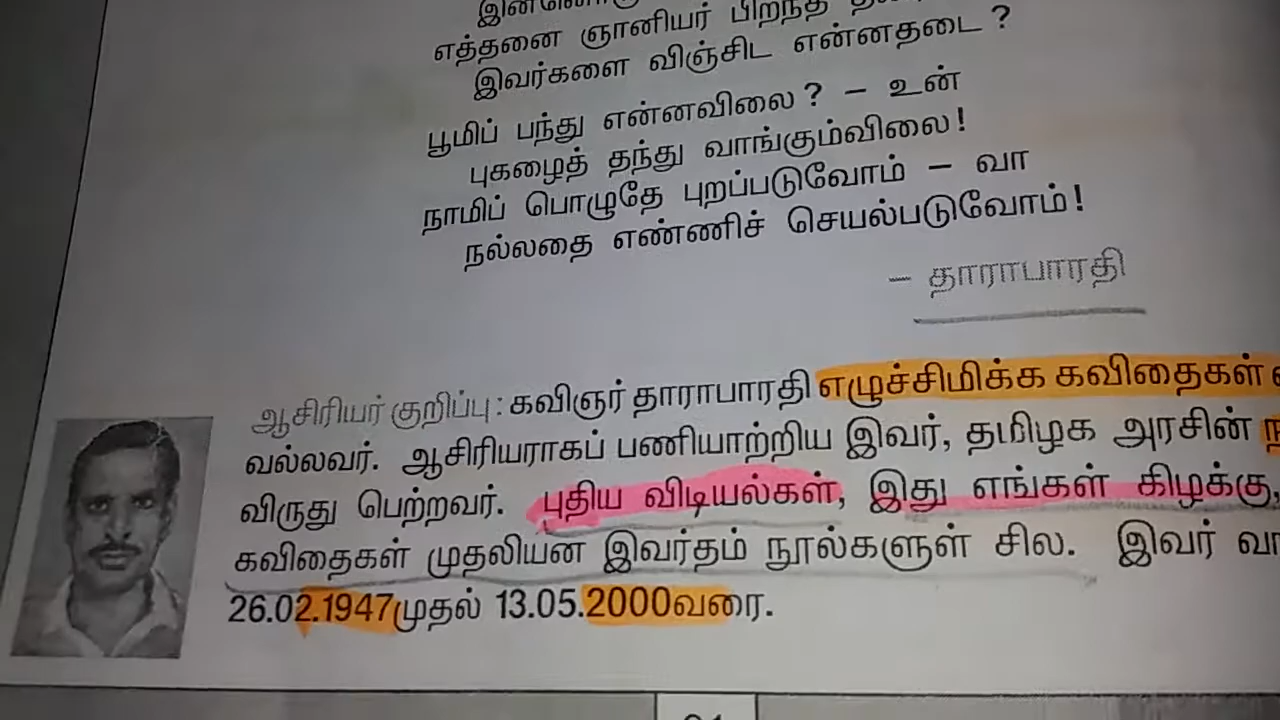 எத்தனை ஞானியர் பிறந்த
இவர்களை விஞ்சிட என்னதடை ?
பூமிப் பந்து என்னவிலை ? – உன்
புகழைத் தந்து வாங்கும்விலை !
நாமிப் பொழுதே புறப்படுவோம் – வா
நல்லதை எண்ணிச் செயல்படுவோம் !
– தாராபாரதி
ஆசிரியர் குறிப்பு : கவிஞர் தாராபாரதி எழுச்சிமிக்க கவிதைகள்
வல்லவர். ஆசிரியராகப் பணியாற்றிய இவர், தமிழக அரசின்
விருது பெற்றவர். புதிய விடியல்கள், இது எங்கள் கிழக்கு,
கவிதைகள் முதலியன இவர்தம் நூல்களுள் சில. இவர்
26.02.1947முதல் 13.05.2000வரை.